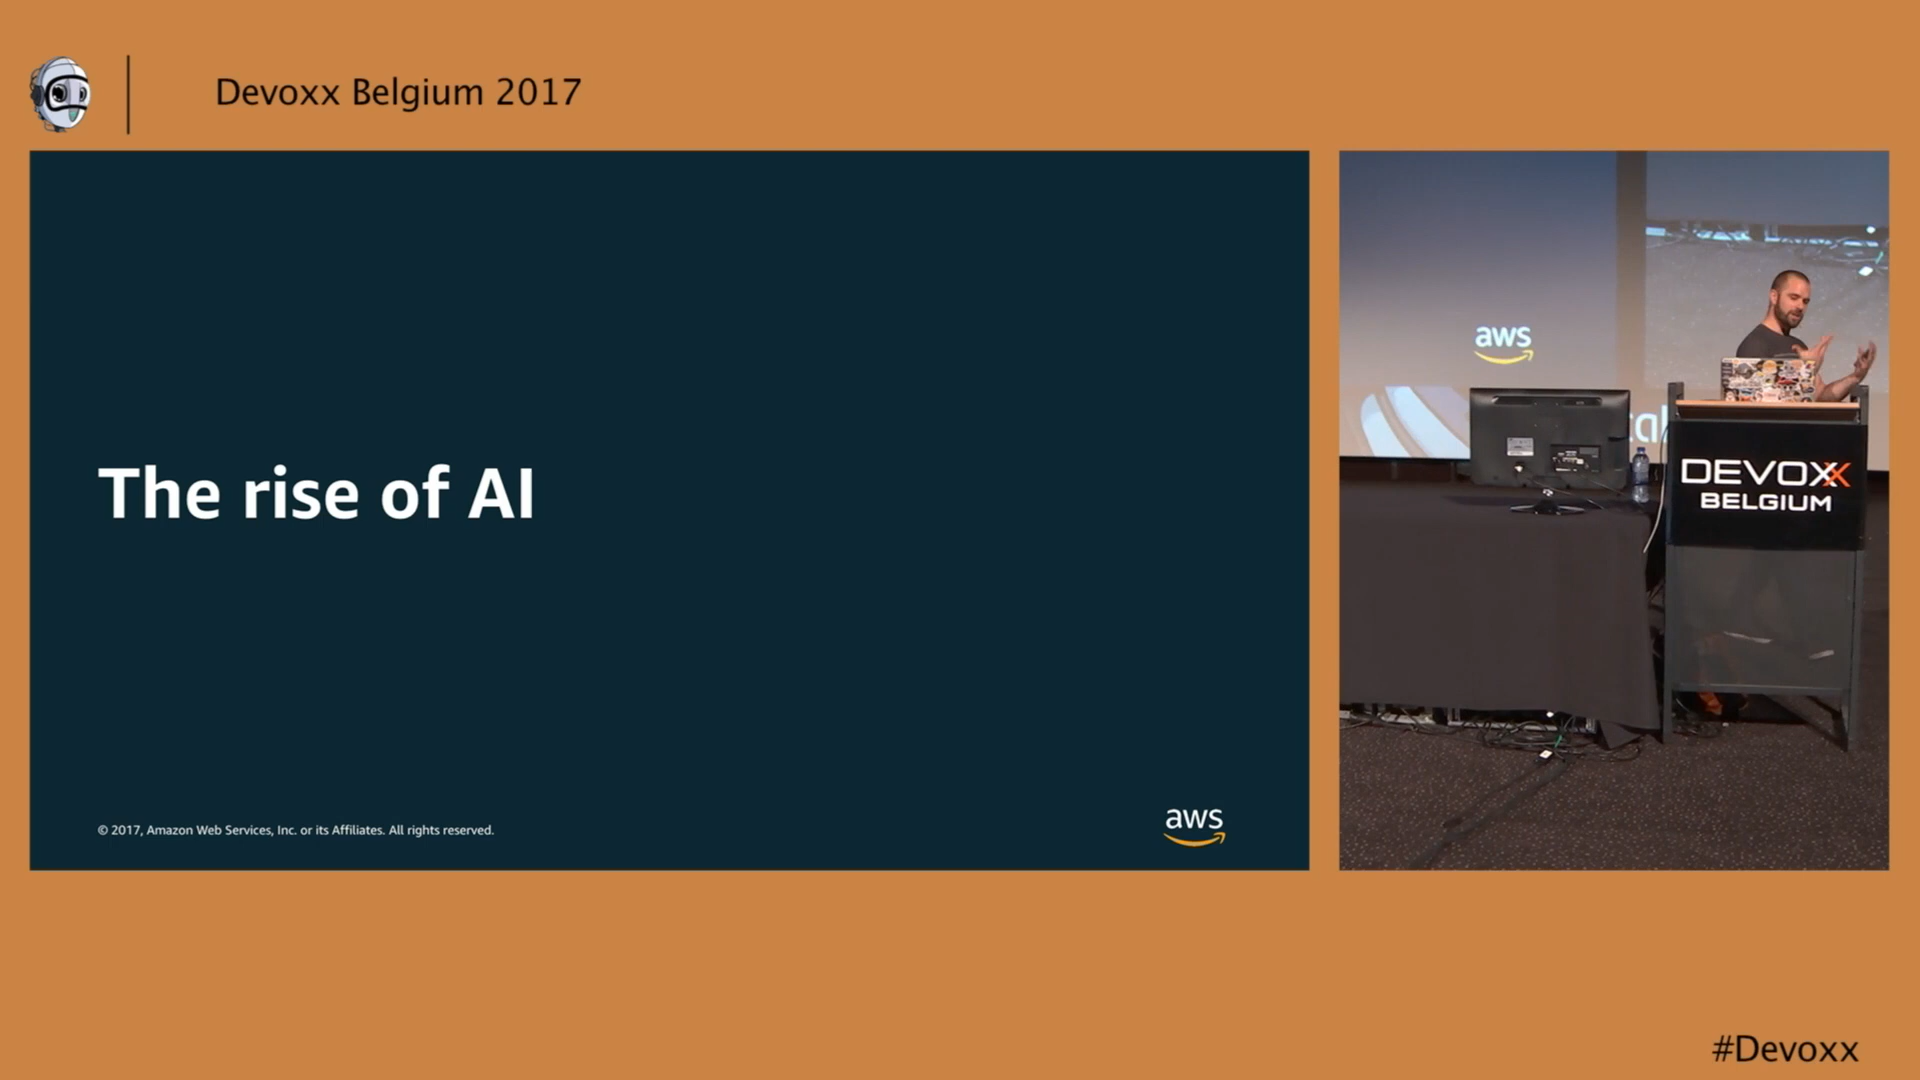 Devoxx Belgium 2017
The rise of AI
© 2017, Amazon Web Services, Inc. or its Affiliates. All rights reserved.
aws
aws
DEVOXX
BELGIUM
#Devoxx